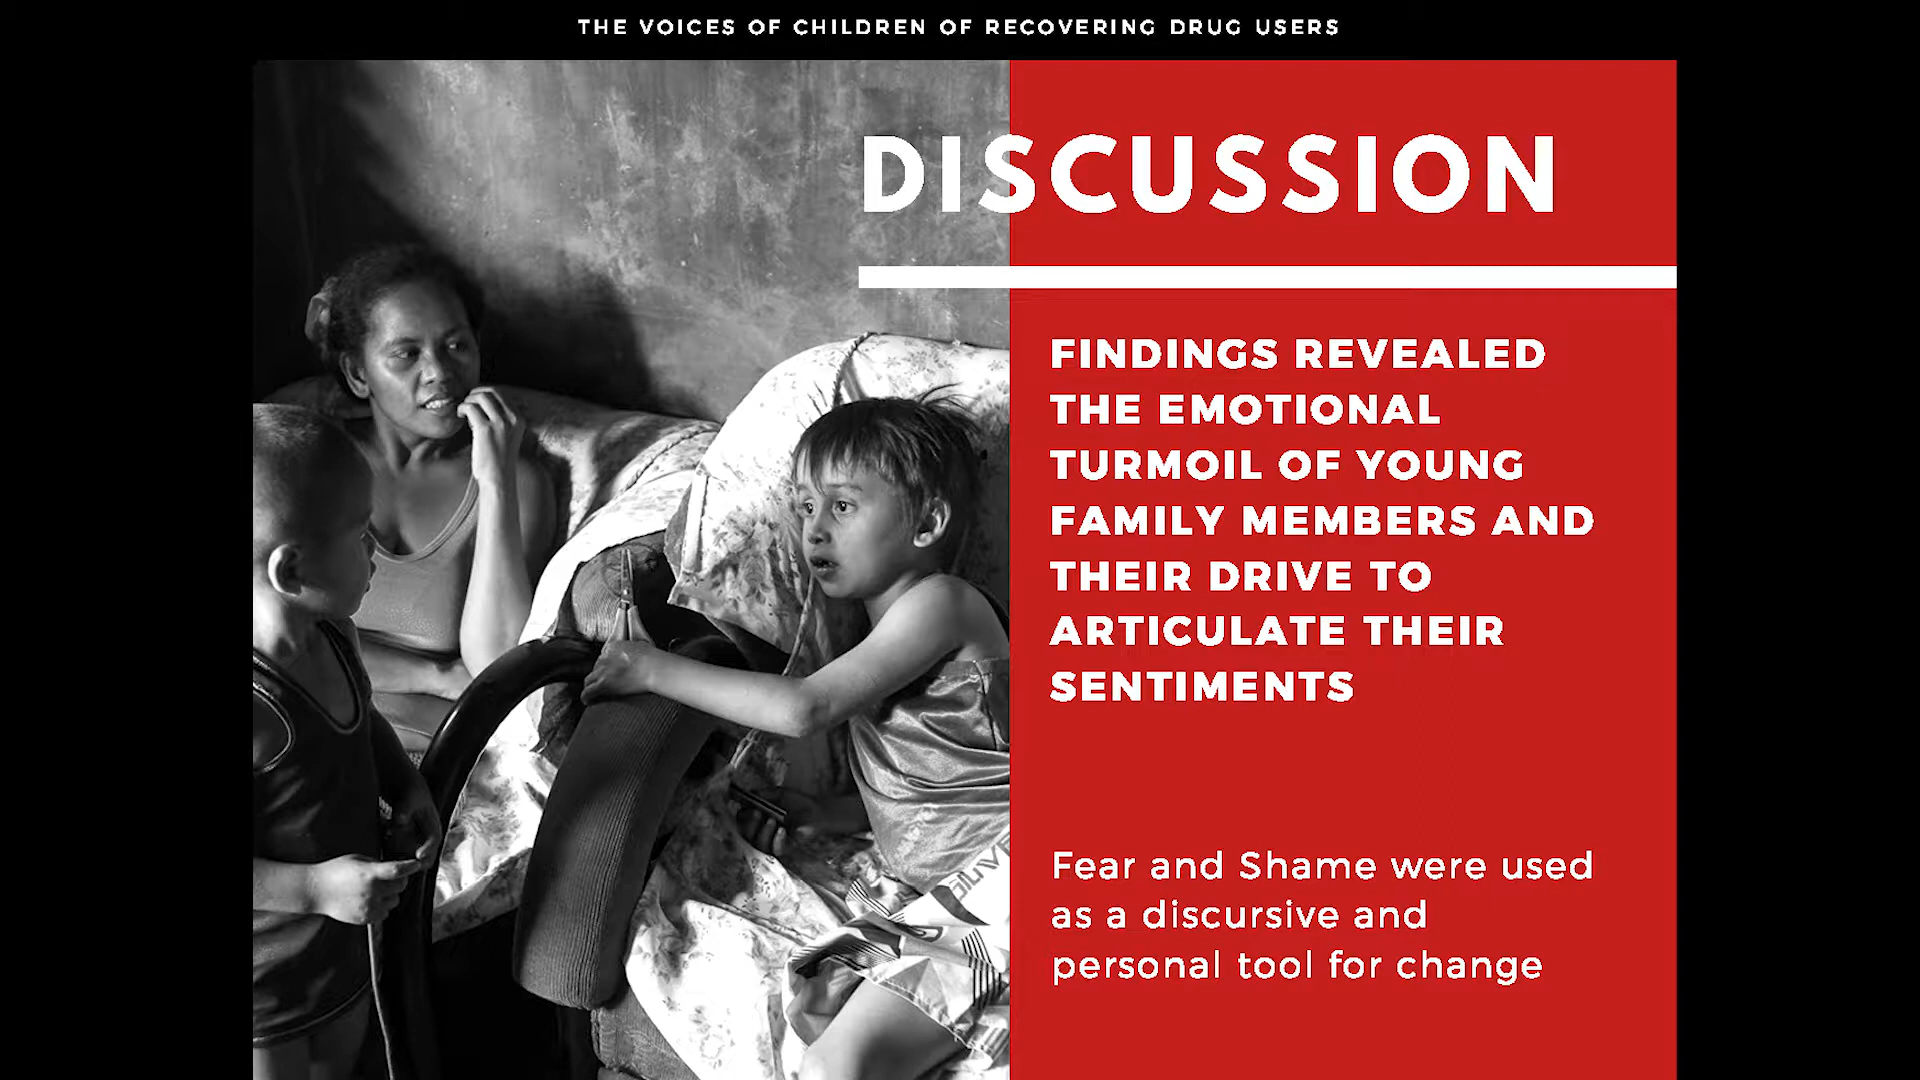 THE VOICES OF CHILDREN OF RECOVERING DRUG USERS
DISCUSSION
FINDINGS REVEALED
THE EMOTIONAL
TURMOIL OF YOUNG
FAMILY MEMBERS AND
THEIR DRIVE TO
ARTICULATE THEIR
SENTIMENTS
Fear and Shame were used
as a discursive and
personal tool for change